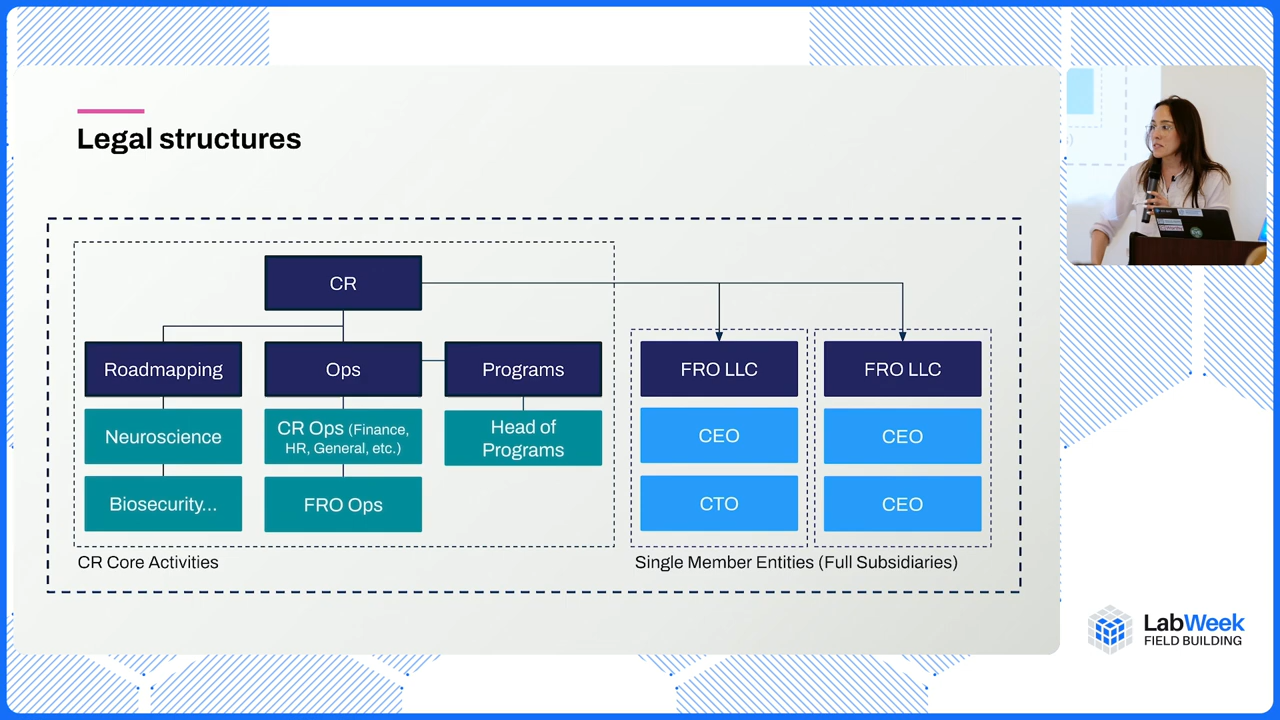 Legal structures
CR
Roadmapping
Ops
Programs
FRO LLC
FRO LLC
Neuroscience
CR Ops (Finance,
HR, General, etc.)
Head of
Programs
CEO
CEO
Biosecurity...
FRO Ops
CTO
CEO
CR Core Activities
Single Member Entities (Full Subsidiaries)
LabWeek
FIELD BUILDING